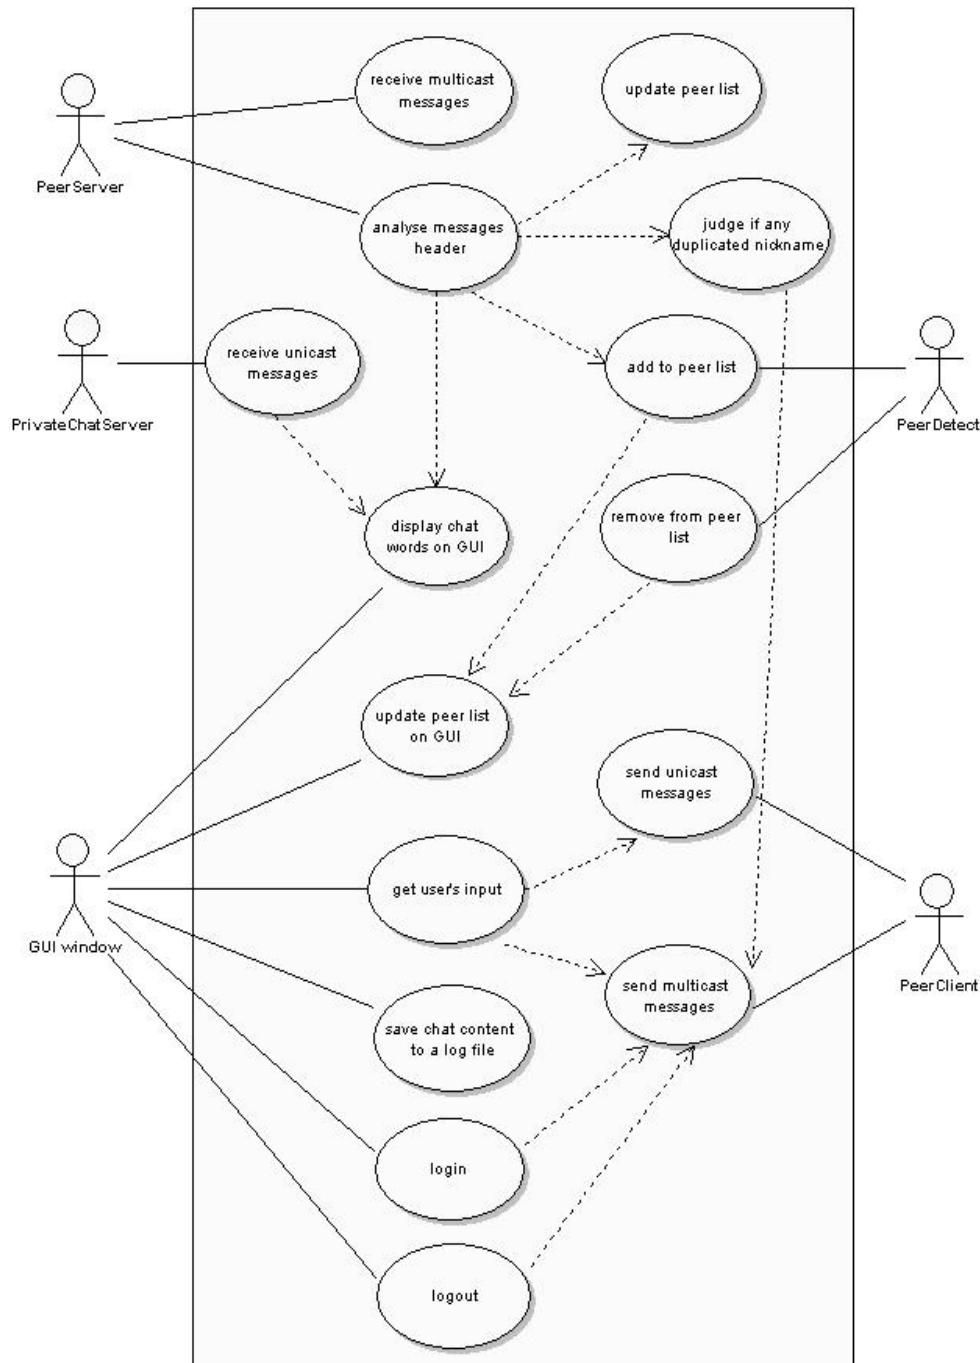 receive multicast
messages
update peer list
PeerServer
analyse messages
header
judge if any
duplicated nickname
receive unicast
messages
add to peer list
PrivateChatServer
PeerDetect
display chat
words on GUI
remove from peer
list
update peer list
on GUI
send unicast
messages
get user's input
GUI window
send multicast
messages
PeerClient
save chat content
to a log file
login
logout